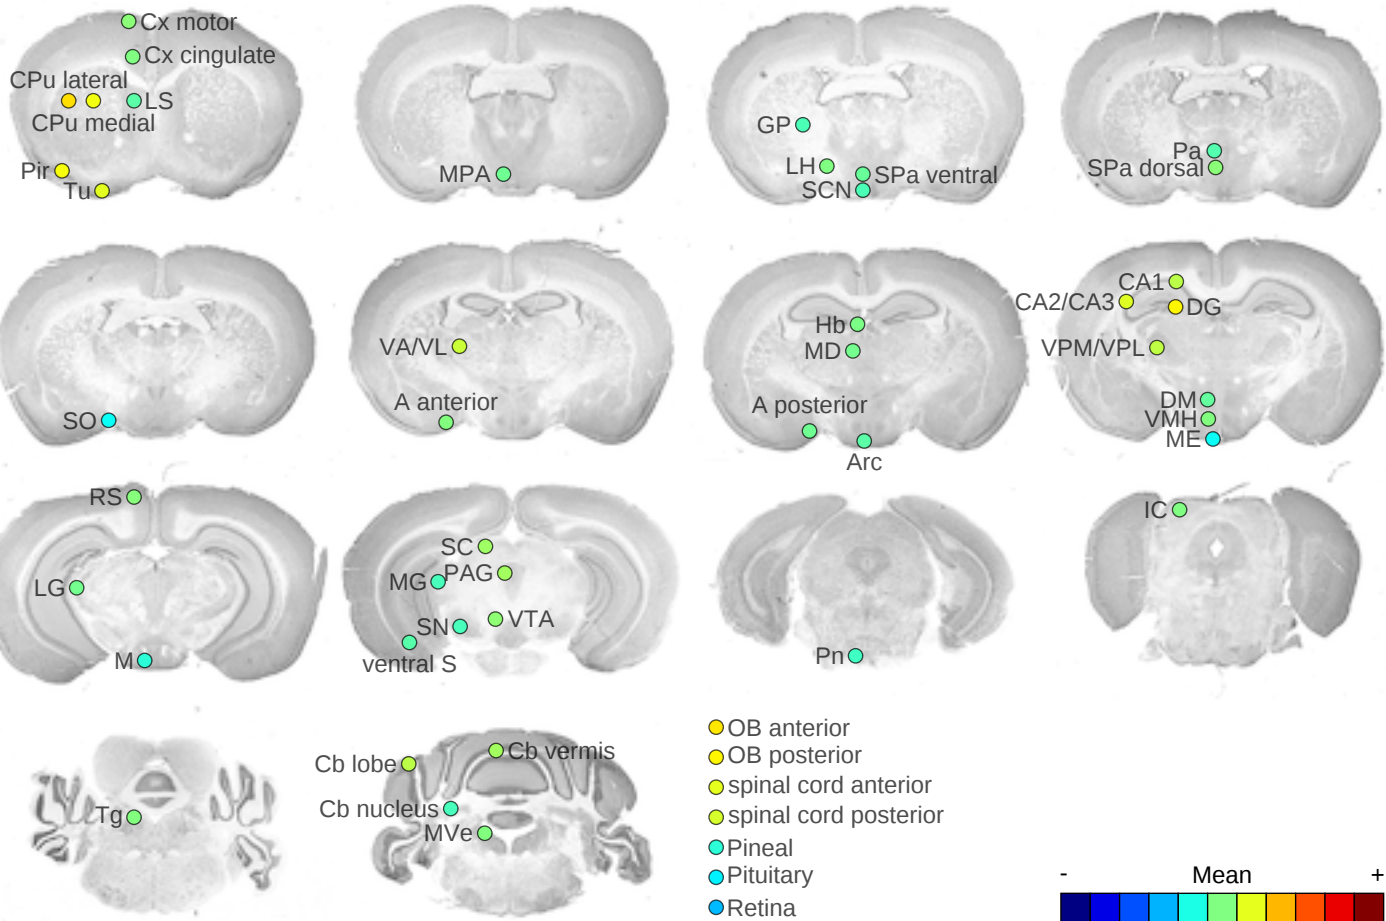 Cx motor
Cx cingulate
CPu lateral
LS
CPu medial
Pir
Tu
MPA
GP
LH
SPa ventral
SCN
Pa
SPa dorsal
SO
VA/VL
A anterior
Hb
MD
A posterior
Arc
CA1
CA2/CA3
DG
VPM/VPL
DM
VMH
ME
RS
LG
M
SC
MG
PAG
SN
VTA
ventral S
Pn
IC
Tg
Cb lobe
Cb vermis
Cb nucleus
MVe
OB anterior
OB posterior
spinal cord anterior
spinal cord posterior
Pineal
Pituitary
Retina
- Mean +